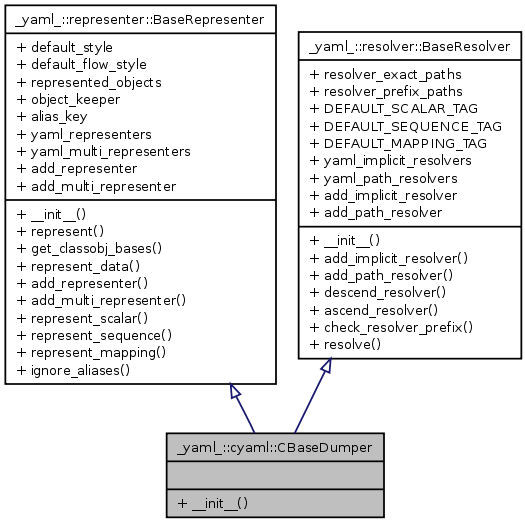 _yaml_::representer::BaseRepresenter
+ default_style
+ default_flow_style
+ represented_objects
+ object_keeper
+ alias_key
+ yaml_representers
+ yaml_multi_representers
+ add_representer
+ add_multi_representer
+ __init__()
+ represent()
+ get_classobj_bases()
+ represent_data()
+ add_representer()
+ add_multi_representer()
+ represent_scalar()
+ represent_sequence()
+ represent_mapping()
+ ignore_aliases()
_yaml_::resolver::BaseResolver
+ resolver_exact_paths
+ resolver_prefix_paths
+ DEFAULT_SCALAR_TAG
+ DEFAULT_SEQUENCE_TAG
+ DEFAULT_MAPPING_TAG
+ yaml_implicit_resolvers
+ yaml_path_resolvers
+ add_implicit_resolver
+ add_path_resolver
+ __init__()
+ add_implicit_resolver()
+ add_path_resolver()
+ descend_resolver()
+ ascend_resolver()
+ check_resolver_prefix()
+ resolve()
_yaml_::cyaml::CBaseDumper
+ __init__()